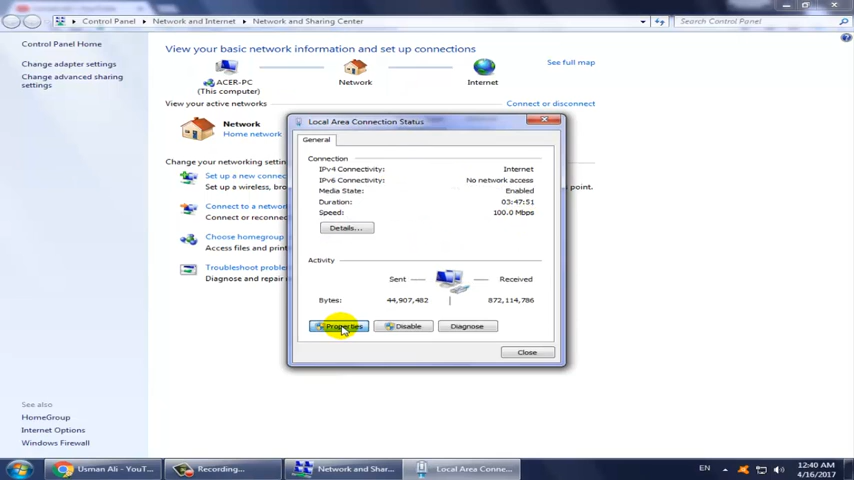 Control Panel
Network and Internet
Network and Sharing Center
Search Control Panel
Control Panel Home
Change adapter settings
Change advanced sharing
settings
View your basic network information and set up connections
See full map
ACER-PC
(This computer)
Network
Internet
View your active networks
Connect or disconnect
Network
Home network
Change your networking settin
Set up a new connec
Set up a wireless, bro
point.
Connect to a netwo
Connect or reconnec
Choose homegroup
Access files and prin
Troubleshoot proble
Diagnose and repair
Local Area Connection Status
General
Connection
IPv4 Connectivity: Internet
IPv6 Connectivity: No network access
Media State: Enabled
Duration: 03:47:51
Speed: 100.0 Mbps
Details...
Activity
Sent
Received
Bytes: 44,907,482 872,114,786
Properties
Disable
Diagnose
Close
See also
HomeGroup
Internet Options
Windows Firewall
Usman Ali - YouT...
Recording...
Network and Shar...
Local Area Conne...
EN
12:40 AM
4/16/2017